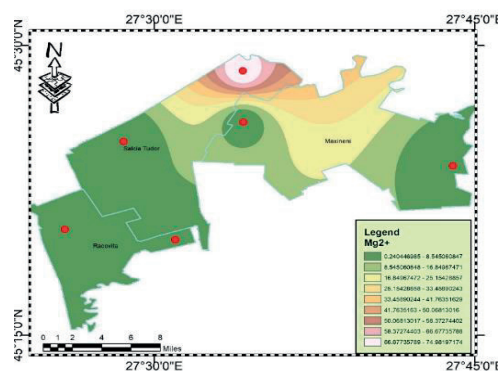 27°30'0"E
27°45'0"E
45°30'0"N
N
Salcia Tudor
Maxineni
Racovita
Legend
Mg2+
0.240446985 - 8.545060647
8.545060648 - 16.84967471
16.84967472 - 25.15428857
25.15428858 - 33.45890243
33.45890244 - 41.76351629
41.7635163 - 50.06813016
50.06813017 - 58.37274402
58.37274403 - 66.67735788
66.67735789 - 74.98197174
45°15'0"N
0 1 2 4 6 8
Miles
27°30'0"E
27°45'0"E